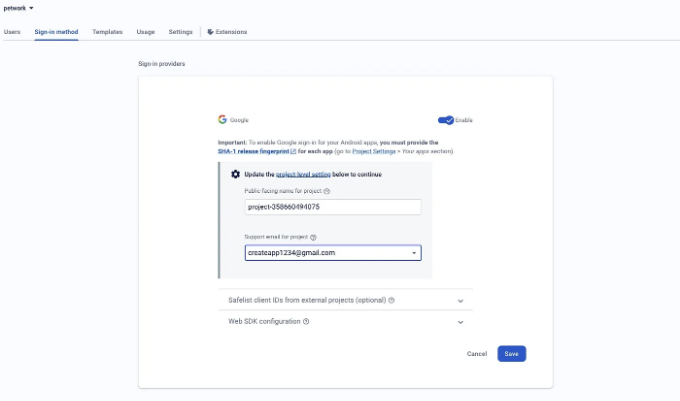 petwork
Users Sign-in method Templates Usage Settings Extensions
Sign-in providers
Google Enable
Important: To enable Google sign-in for your Android apps, you must provide the
SHA-1 release fingerprint for each app (go to Project Settings > Your apps section)
Update the project-level setting below to continue
Public-facing name for project
project-358660494075
Support email for project
createapp1234@gmail.com
Safelist client IDs from external projects (optional)
Web SDK configuration
Cancel Save